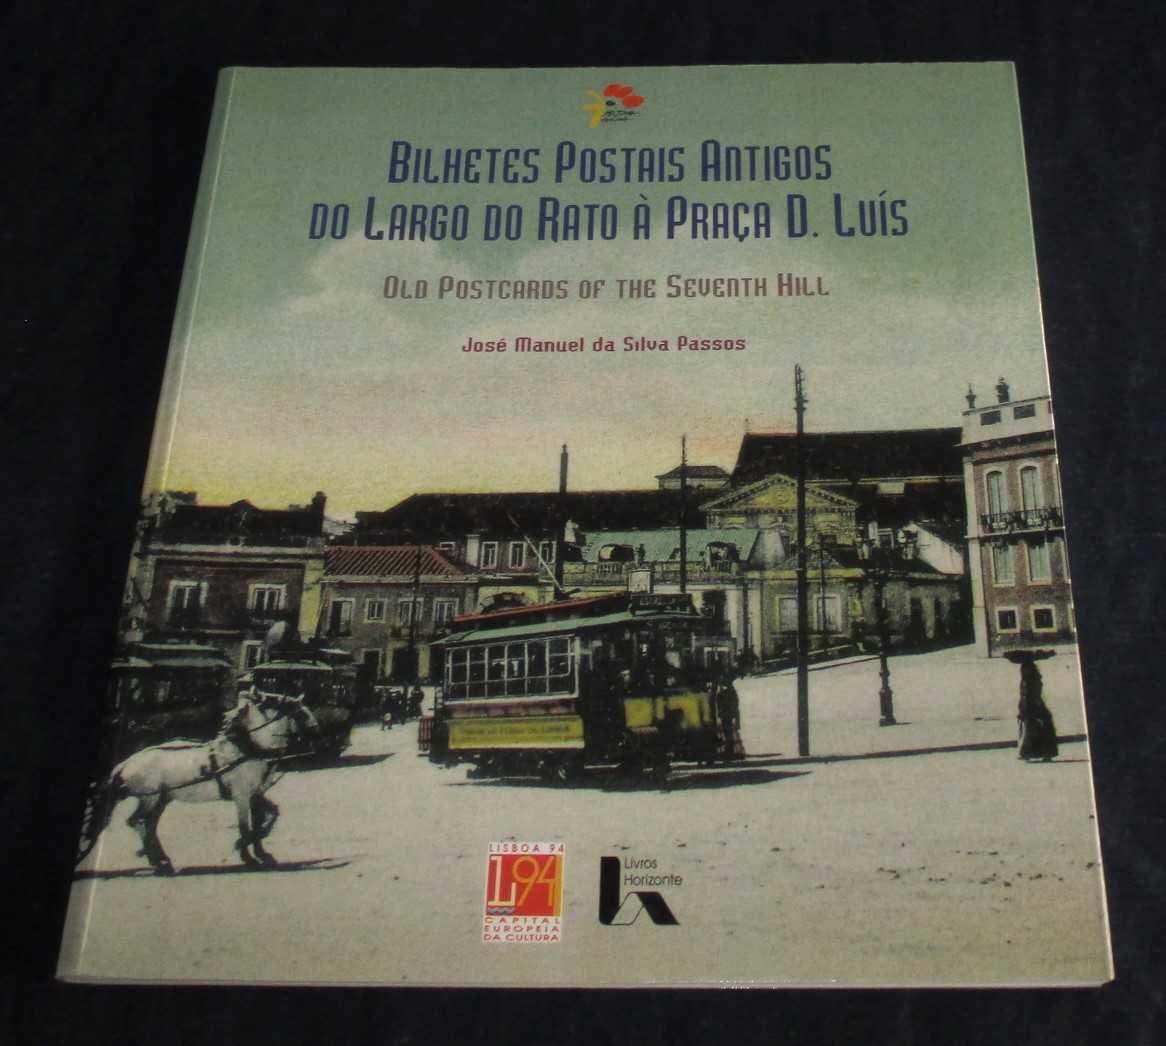 BILHETES POSTAIS ANTIGOS
DO LARGO DO RATO À PRAÇA D. LUÍS
OLD POSTCARDS OF THE SEVENTH HILL
José Manuel da Silva Passos
LISBOA 94
L94
CAPITAL
EUROPEIA
DA CULTURA
Livros
Horizonte